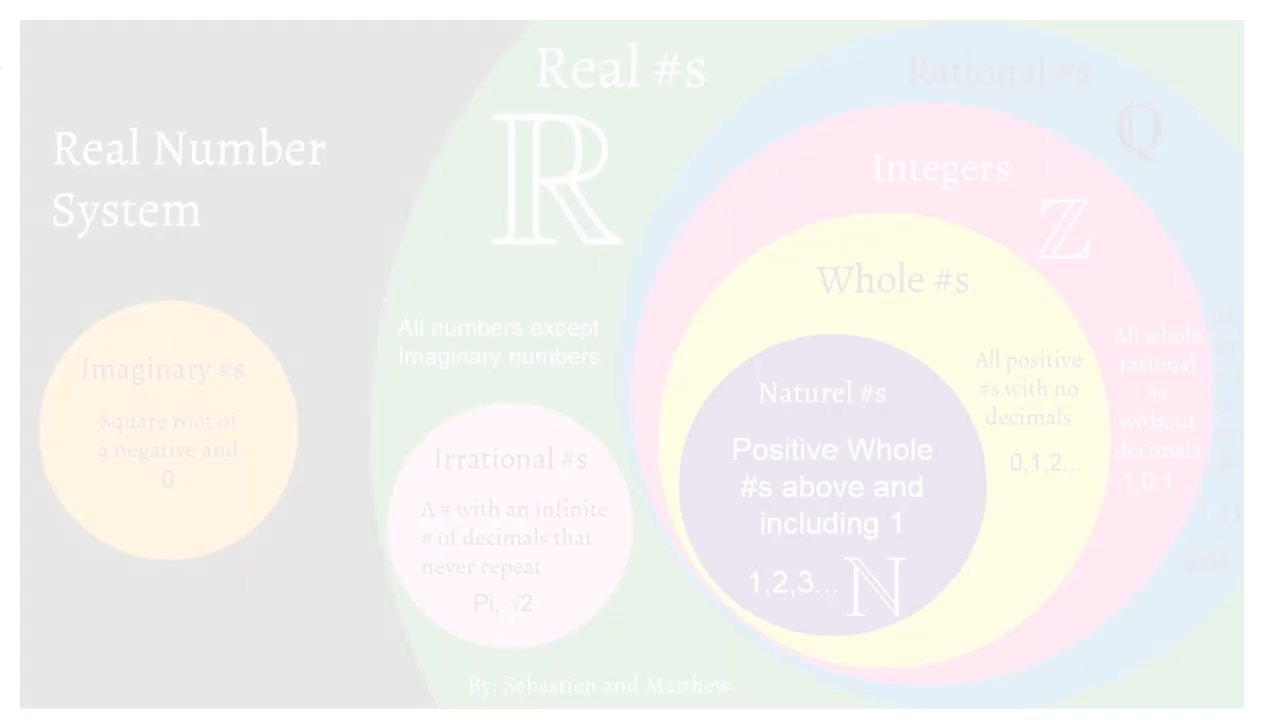 Real Number
System
Imaginary #s
Square root of
a negative and
0
Real #s
ℝ
All numbers except
Imaginary numbers
Irrational #s
A # with an infinite
# of decimals that
never repeat
Pi, √2
By: Sebastien and Matthew
Rational #s
ℚ
Integers
ℤ
All whole
rational
#s
without
decimals
-1,0,1
Whole #s
All positive
#s with no
decimals
0,1,2...
Naturel #s
Positive Whole
#s above and
including 1
1,2,3...
ℕ